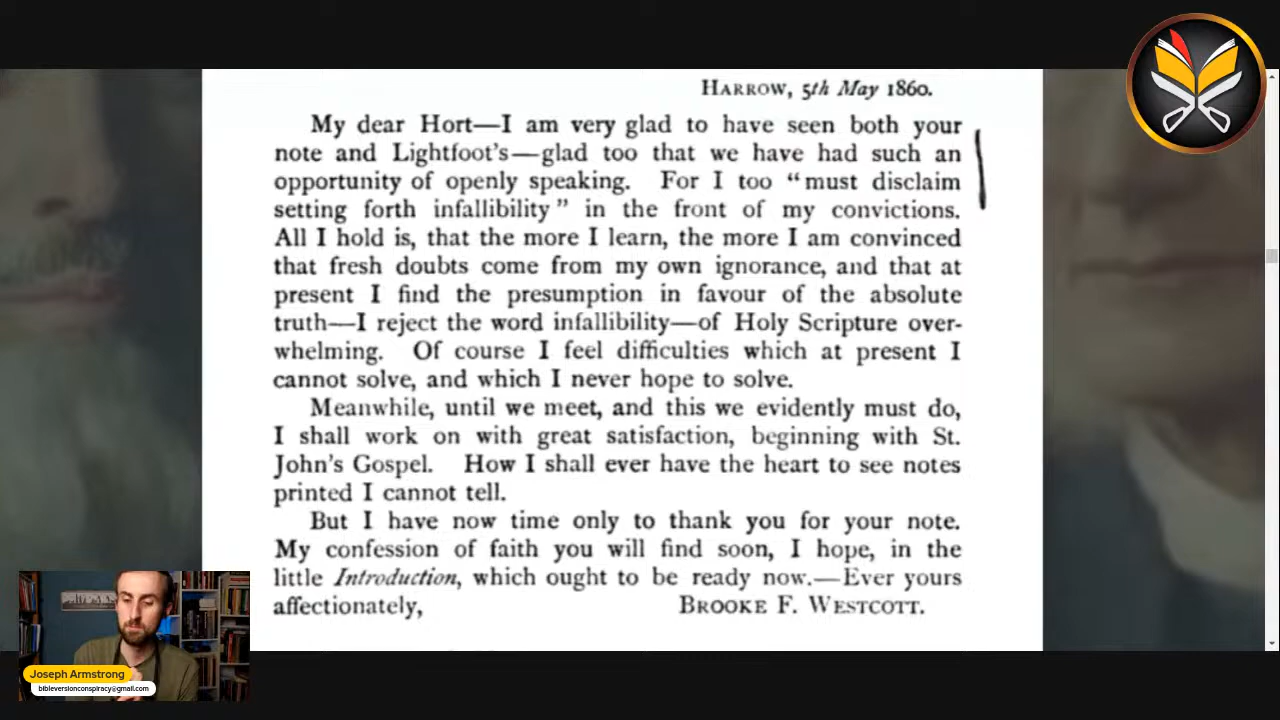 HARROW, 5th May 1860.
My dear Hort—I am very glad to have seen both your
note and Lightfoot's—glad too that we have had such an
opportunity of openly speaking. For I too “must disclaim
setting forth infallibility” in the front of my convictions.
All I hold is, that the more I learn, the more I am convinced
that fresh doubts come from my own ignorance, and that at
present I find the presumption in favour of the absolute
truth—I reject the word infallibility—of Holy Scripture over-
whelming. Of course I feel difficulties which at present I
cannot solve, and which I never hope to solve.
Meanwhile, until we meet, and this we evidently must do,
I shall work on with great satisfaction, beginning with St.
John's Gospel. How I shall ever have the heart to see notes
printed I cannot tell.
But I have now time only to thank you for your note.
My confession of faith you will find soon, I hope, in the
little Introduction, which ought to be ready now.—Ever yours
affectionately, BROOKE F. WESTCOTT.
Joseph Armstrong
bibleversionconspiracy@gmail.com